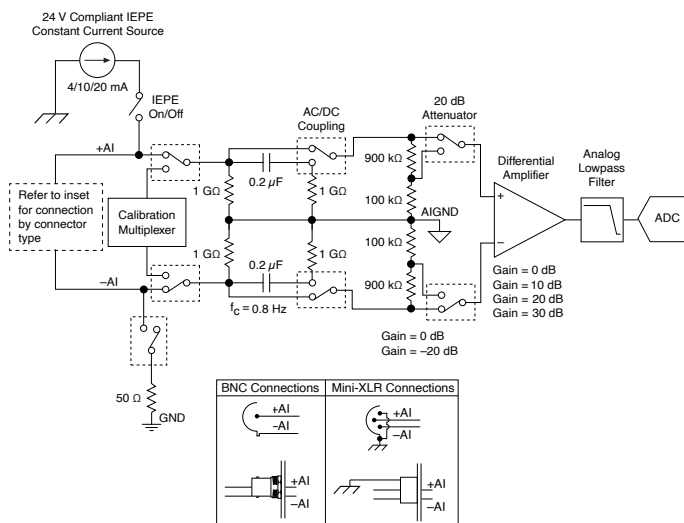 24 V Compliant IEPE
Constant Current Source
4/10/20 mA
IEPE
On/Off
+AI
AC/DC
Coupling
20 dB
Attenuator
900 kΩ
Differential
Amplifier
Analog
Lowpass
Filter
Refer to inset
for connection
by connector
type
Calibration
Multiplexer
1 GΩ
0.2 µF
1 GΩ
100 kΩ
AIGND
+
−
ADC
1 GΩ
0.2 µF
1 GΩ
100 kΩ
900 kΩ
−AI
fc = 0.8 Hz
Gain = 0 dB
Gain = 10 dB
Gain = 20 dB
Gain = 30 dB
Gain = 0 dB
Gain = −20 dB
50 Ω
GND
BNC Connections
Mini-XLR Connections
+AI
−AI
+AI
−AI
+AI
−AI
+AI
−AI